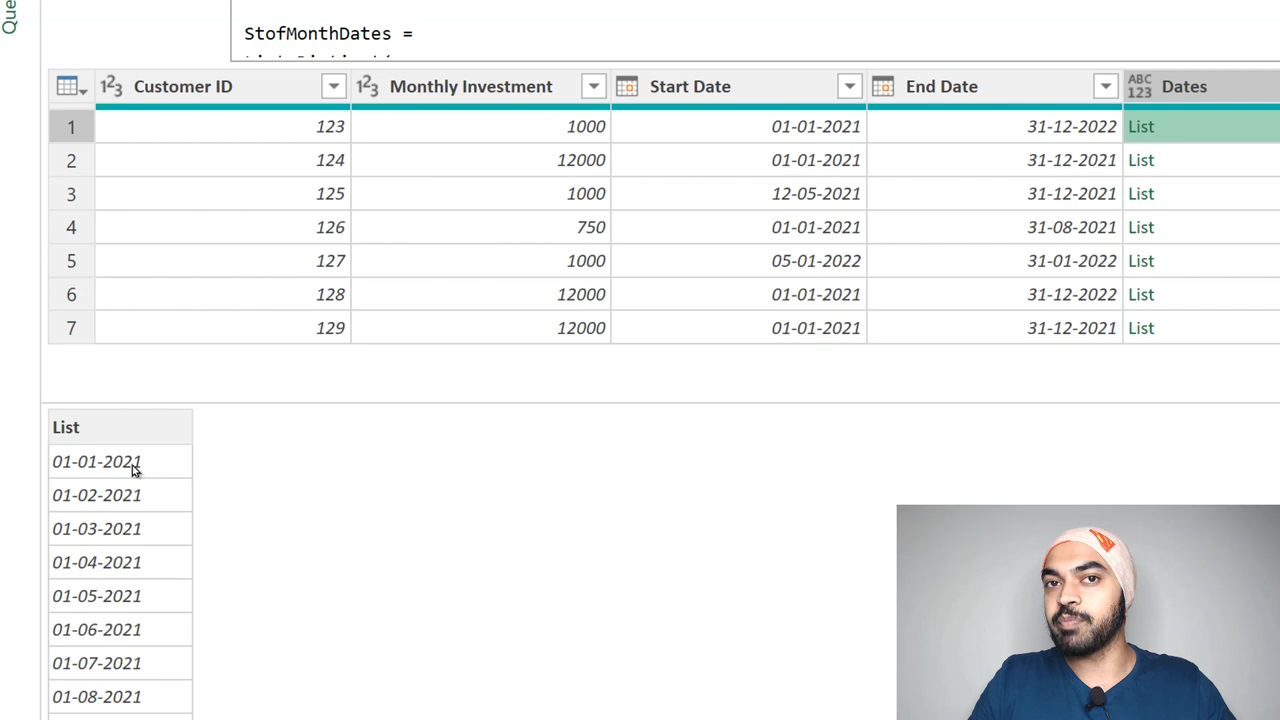 Que
StofMonthDates =
Customer ID Monthly Investment Start Date End Date ABC 123 Dates
1 123 1000 01-01-2021 31-12-2022 List
2 124 12000 01-01-2021 31-12-2021 List
3 125 1000 12-05-2021 31-12-2021 List
4 126 750 01-01-2021 31-08-2021 List
5 127 1000 05-01-2022 31-01-2022 List
6 128 12000 01-01-2021 31-12-2022 List
7 129 12000 01-01-2021 31-12-2021 List
List
01-01-2021
01-02-2021
01-03-2021
01-04-2021
01-05-2021
01-06-2021
01-07-2021
01-08-2021